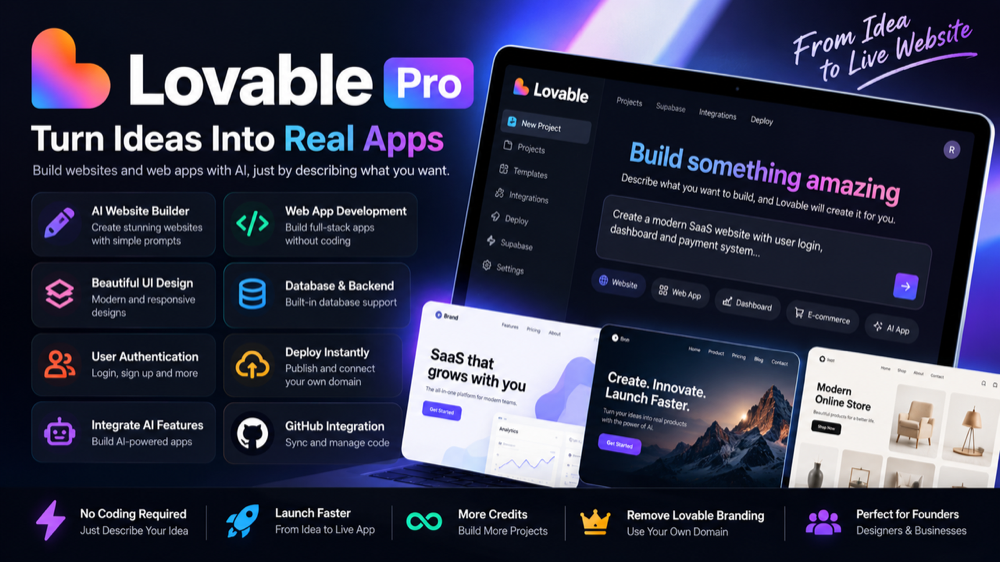 Lovable Pro
Turn Ideas Into Real Apps
Build websites and web apps with AI, just by describing what you want.
AI Website Builder
Create stunning websites
with simple prompts
Web App Development
Build full-stack apps
without coding
Beautiful UI Design
Modern and responsive
designs
Database & Backend
Built-in database support
User Authentication
Login, sign up and more
Deploy Instantly
Publish and connect
your own domain
Integrate AI Features
Build AI-powered apps
GitHub Integration
Sync and manage code
From Idea
to Live Website
Lovable
Projects
Supabase
Integrations
Deploy
R
New Project
Projects
Templates
Integrations
Deploy
Supabase
Settings
Build something amazing
Describe what you want to build, and Lovable will create it for you.
Create a modern SaaS website with user login,
dashboard and payment system...
Website
Web App
Dashboard
E-commerce
AI App
Brand
Features
Pricing
About
SaaS that
grows with you
The all-in-one platform for modern teams.
Get Started
Analytics
Home
Product
Pricing
Blog
Contact
Create. Innovate.
Launch Faster.
Turn your ideas into real products
with the power of AI.
Get Started
Home
Shop
About
Contact
Modern
Online Store
Beautiful products for a better life.
Shop Now
No Coding Required
Just Describe Your Idea
Launch Faster
From Idea to Live App
More Credits
Build More Projects
Remove Lovable Branding
Use Your Own Domain
Perfect for Founders
Designers & Businesses